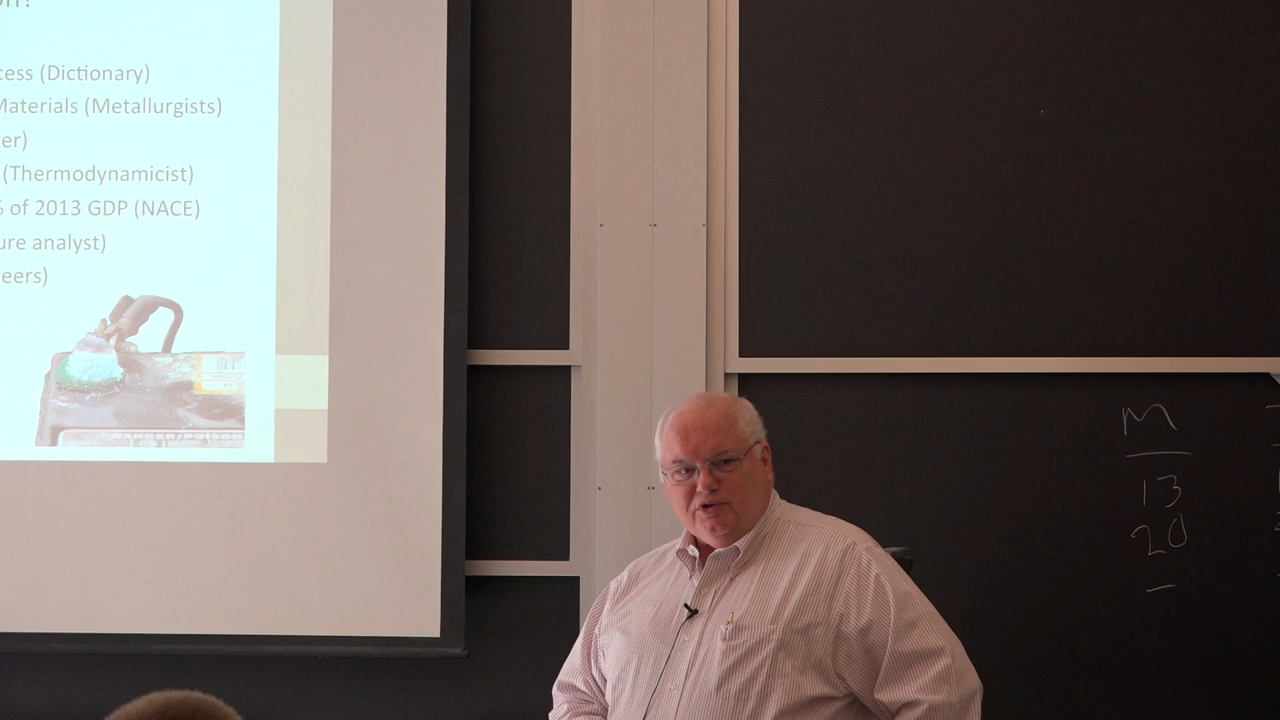 cess (Dictionary)
Materials (Metallurgists)
er)
(Thermodynamicist)
of 2013 GDP (NACE)
ure analyst)
eers)
DANGER/POISON
M
13
20
—